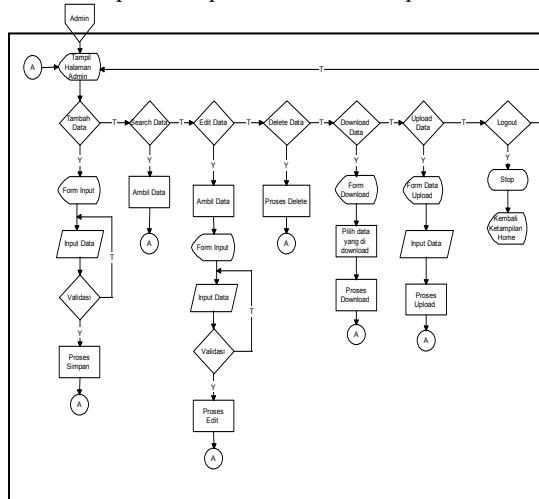 Admin
Tampil
Halaman
Admin
A
T
Tambah
Data
T
Search Data
T
Edit Data
T
Delete Data
T
Download
Data
T
Upload
Data
T
Logout
Y
Y
Y
Y
Y
Y
Y
Form Input
Ambil Data
Ambil Data
Proses Delete
Form
Download
Form Data
Upload
Stop
Input Data
T
A
Form Input
A
Pilih data
yang di
download
Input Data
Kembali
Ketampilan
Home
Validasi
Input Data
T
Proses
Download
Proses
Upload
Y
Validasi
A
A
Proses
Simpan
Y
A
Proses
Edit
A